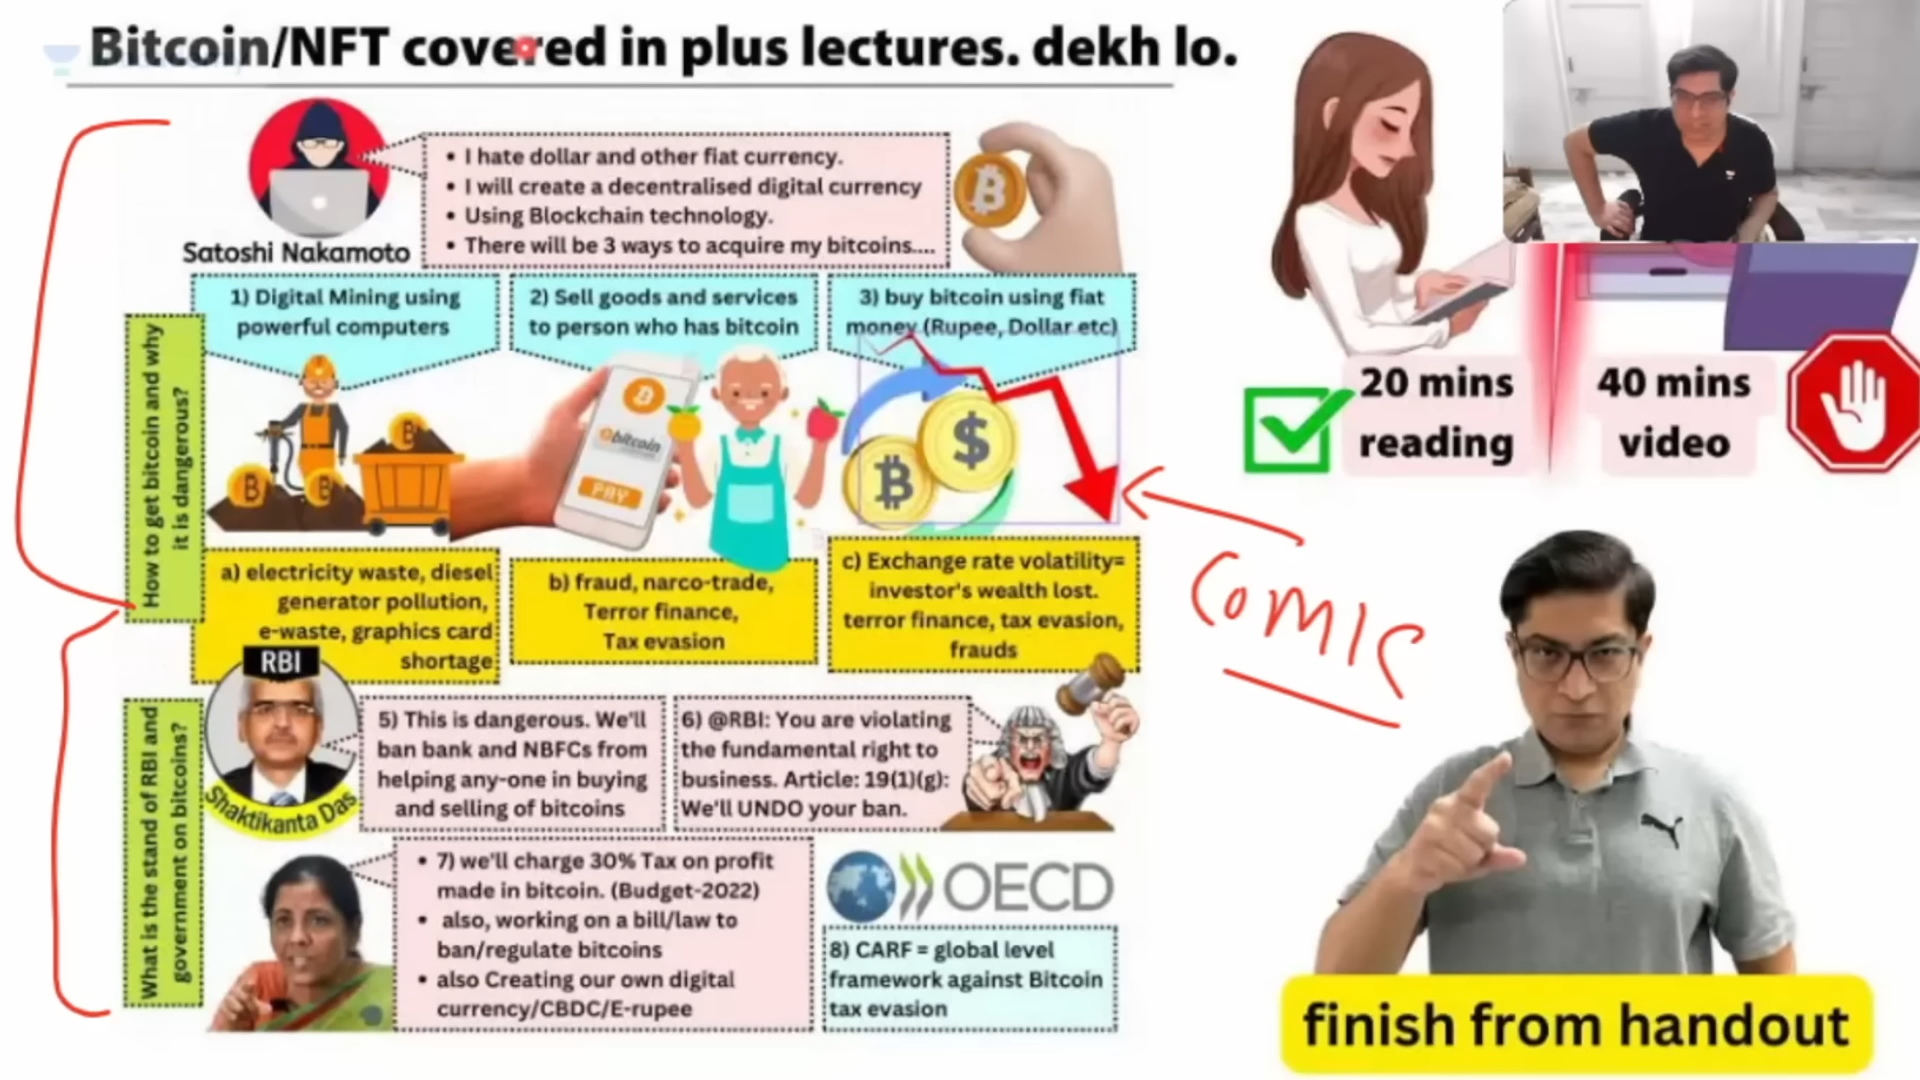 Bitcoin/NFT covered in plus lectures. dekh lo.
• I hate dollar and other fiat currency.
• I will create a decentralised digital currency
• Using Blockchain technology.
• There will be 3 ways to acquire my bitcoins....
Satoshi Nakamoto
How to get bitcoin and why
it is dangerous?
1) Digital Mining using
powerful computers
2) Sell goods and services
to person who has bitcoin
3) buy bitcoin using fiat
money (Rupee, Dollar etc)
bitcoin
PAY
a) electricity waste, diesel
generator pollution,
e-waste, graphics card
shortage
b) fraud, narco-trade,
Terror finance,
Tax evasion
c) Exchange rate volatility=
investor's wealth lost.
terror finance, tax evasion,
frauds
What is the stand of RBI and
government on bitcoins?
RBI
Shaktikanta Das
5) This is dangerous. We'll
ban bank and NBFCs from
helping any-one in buying
and selling of bitcoins
6) @RBI: You are violating
the fundamental right to
business. Article: 19(1)(g):
We'll UNDO your ban.
• 7) we'll charge 30% Tax on profit
made in bitcoin. (Budget-2022)
• also, working on a bill/law to
ban/regulate bitcoins
• also Creating our own digital
currency/CBDC/E-rupee
OECD
8) CARF = global level
framework against Bitcoin
tax evasion
20 mins
reading
40 mins
video
COMIC
finish from handout